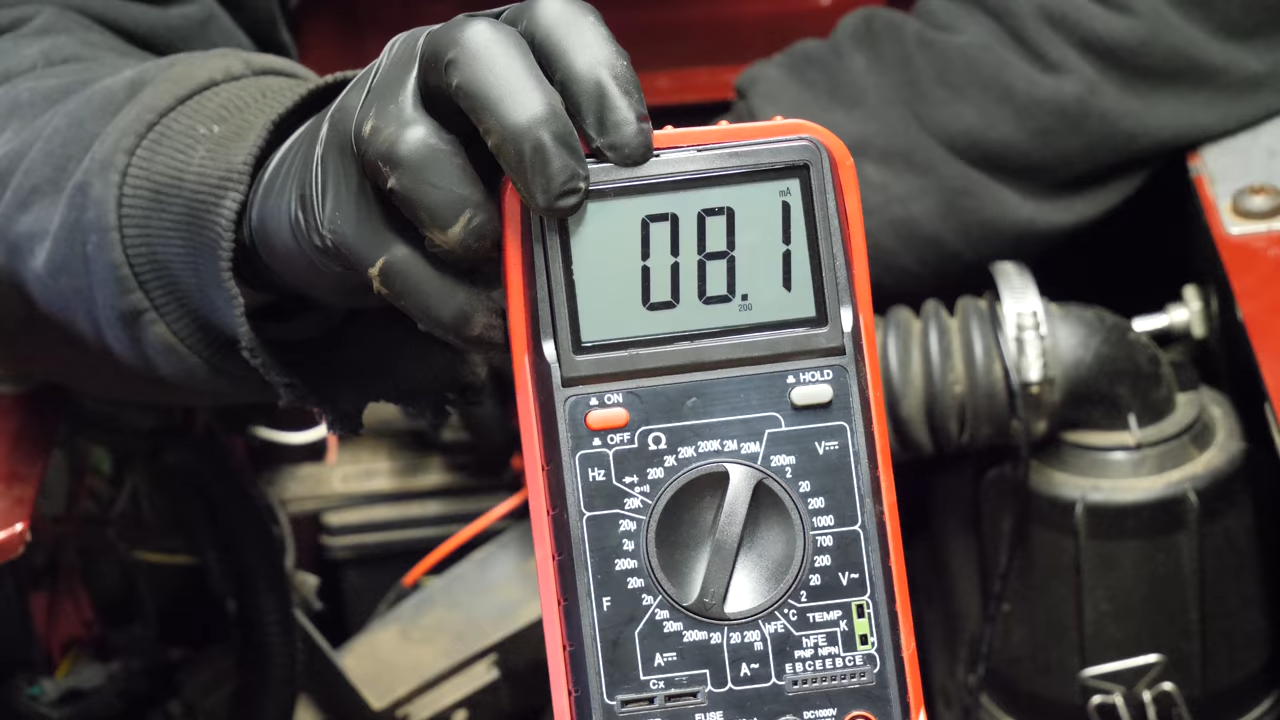 mA
08.1
200
ON
HOLD
OFF
Ω
200
2K
20K
200K
2M
20M
Hz
20K
200m
2
20
200
1000
V
700
200
20
2
V~
20µ
2µ
200n
20n
2n
F
2m
20m
200m
20
A
20
200
m
A~
hFE
°C
TEMP
K
hFE
PNP NPN
EBCEEBCE
Cx
FUSE
DC1000V